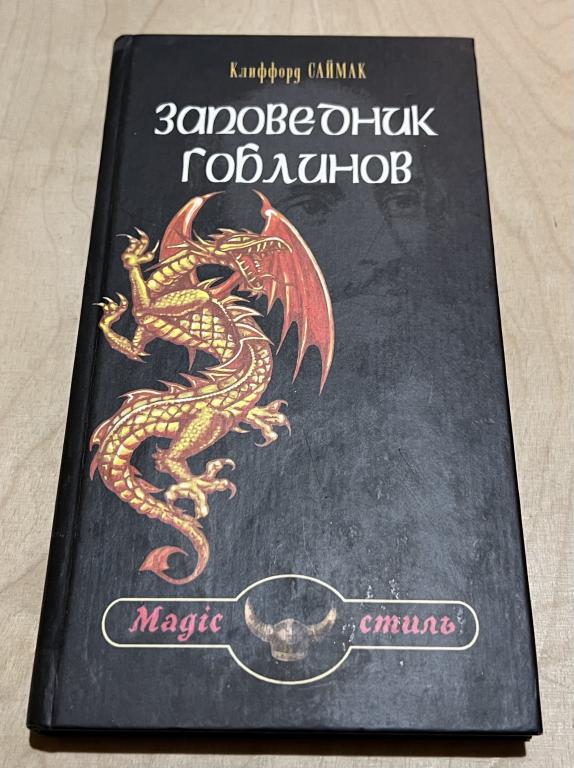 Клиффорд САЙМАК
ЗАПОВЕДНИК
ГОБЛИНОВ
Magic стиль